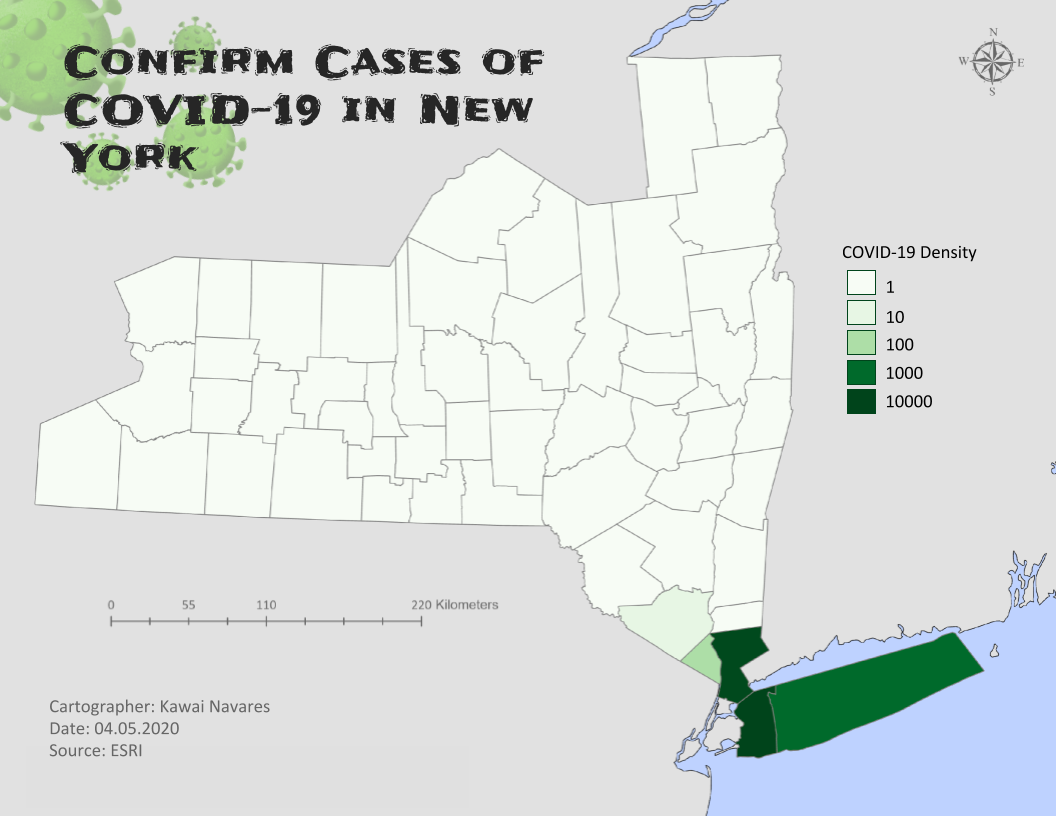 Confirm Cases of
COVID-19 in New
York
N
W E
S
COVID-19 Density
1
10
100
1000
10000
0 55 110 220 Kilometers
Cartographer: Kawai Navares
Date: 04.05.2020
Source: ESRI